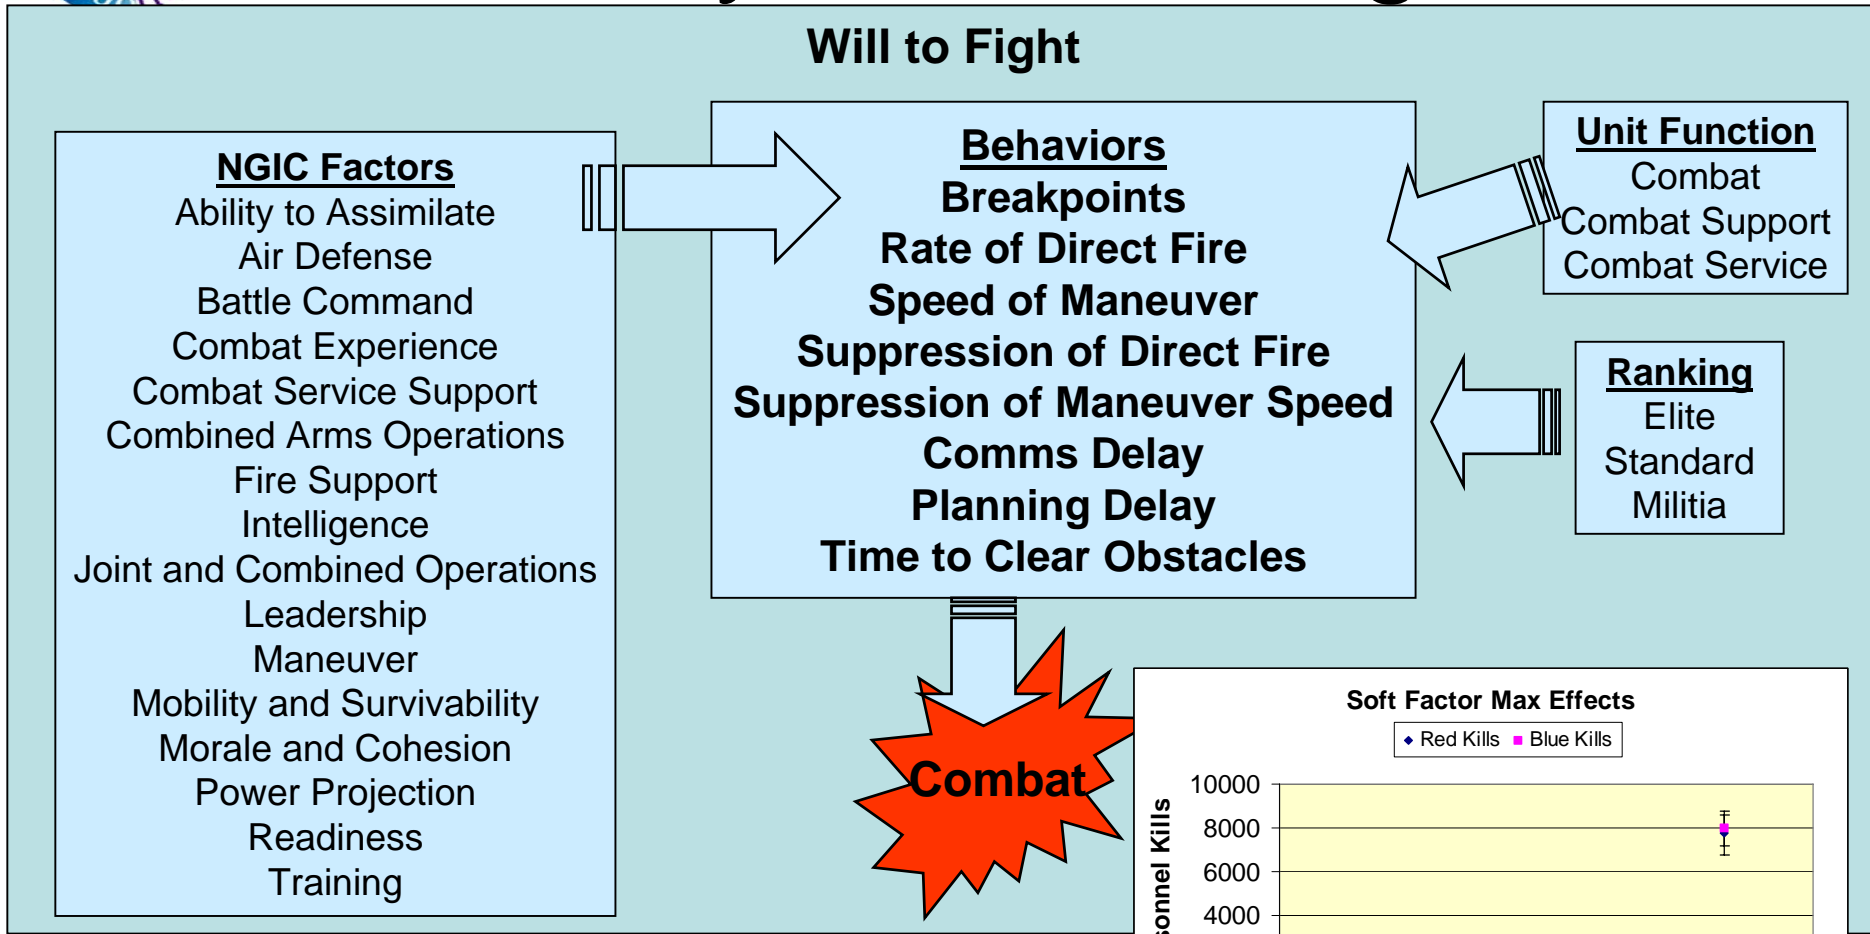 Will to Fight
NGIC Factors
Ability to Assimilate
Air Defense
Battle Command
Combat Experience
Combat Service Support
Combined Arms Operations
Fire Support
Intelligence
Joint and Combined Operations
Leadership
Maneuver
Mobility and Survivability
Morale and Cohesion
Power Projection
Readiness
Training
Behaviors
Breakpoints
Rate of Direct Fire
Speed of Maneuver
Suppression of Direct Fire
Suppression of Maneuver Speed
Comms Delay
Planning Delay
Time to Clear Obstacles
Unit Function
Combat
Combat Support
Combat Service
Ranking
Elite
Standard
Militia
Combat
Soft Factor Max Effects
Red Kills Blue Kills
10000
8000
6000
4000
sonnel Kills